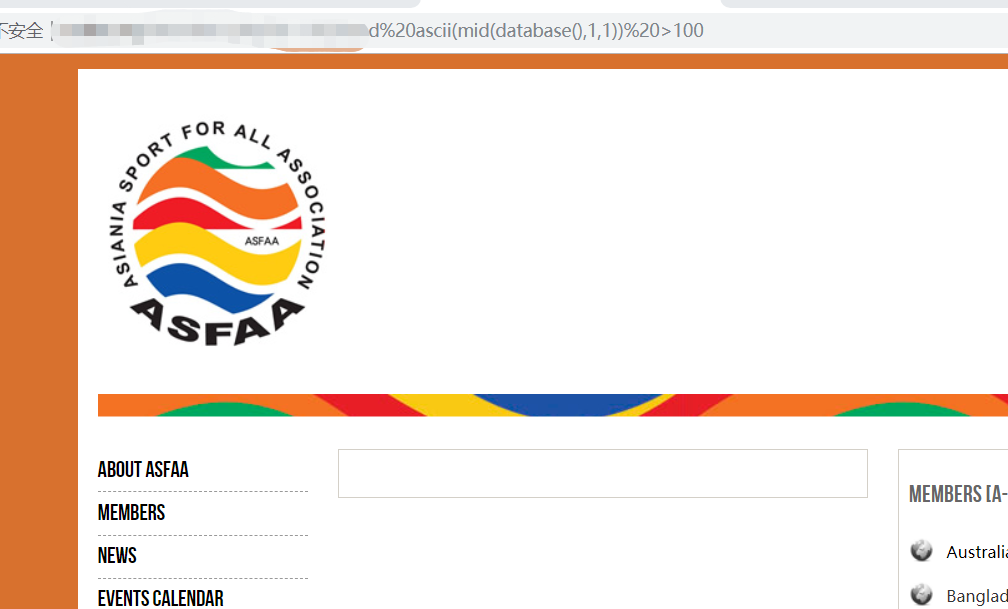 不安全
d%20ascii(mid(database(),1,1))%20>100
ASIANIA SPORT FOR ALL ASSOCIATION
ASFAA
ASFAA
ABOUT ASFAA
MEMBERS
NEWS
EVENTS CALENDAR
MEMBERS [A-
Australia
Banglad